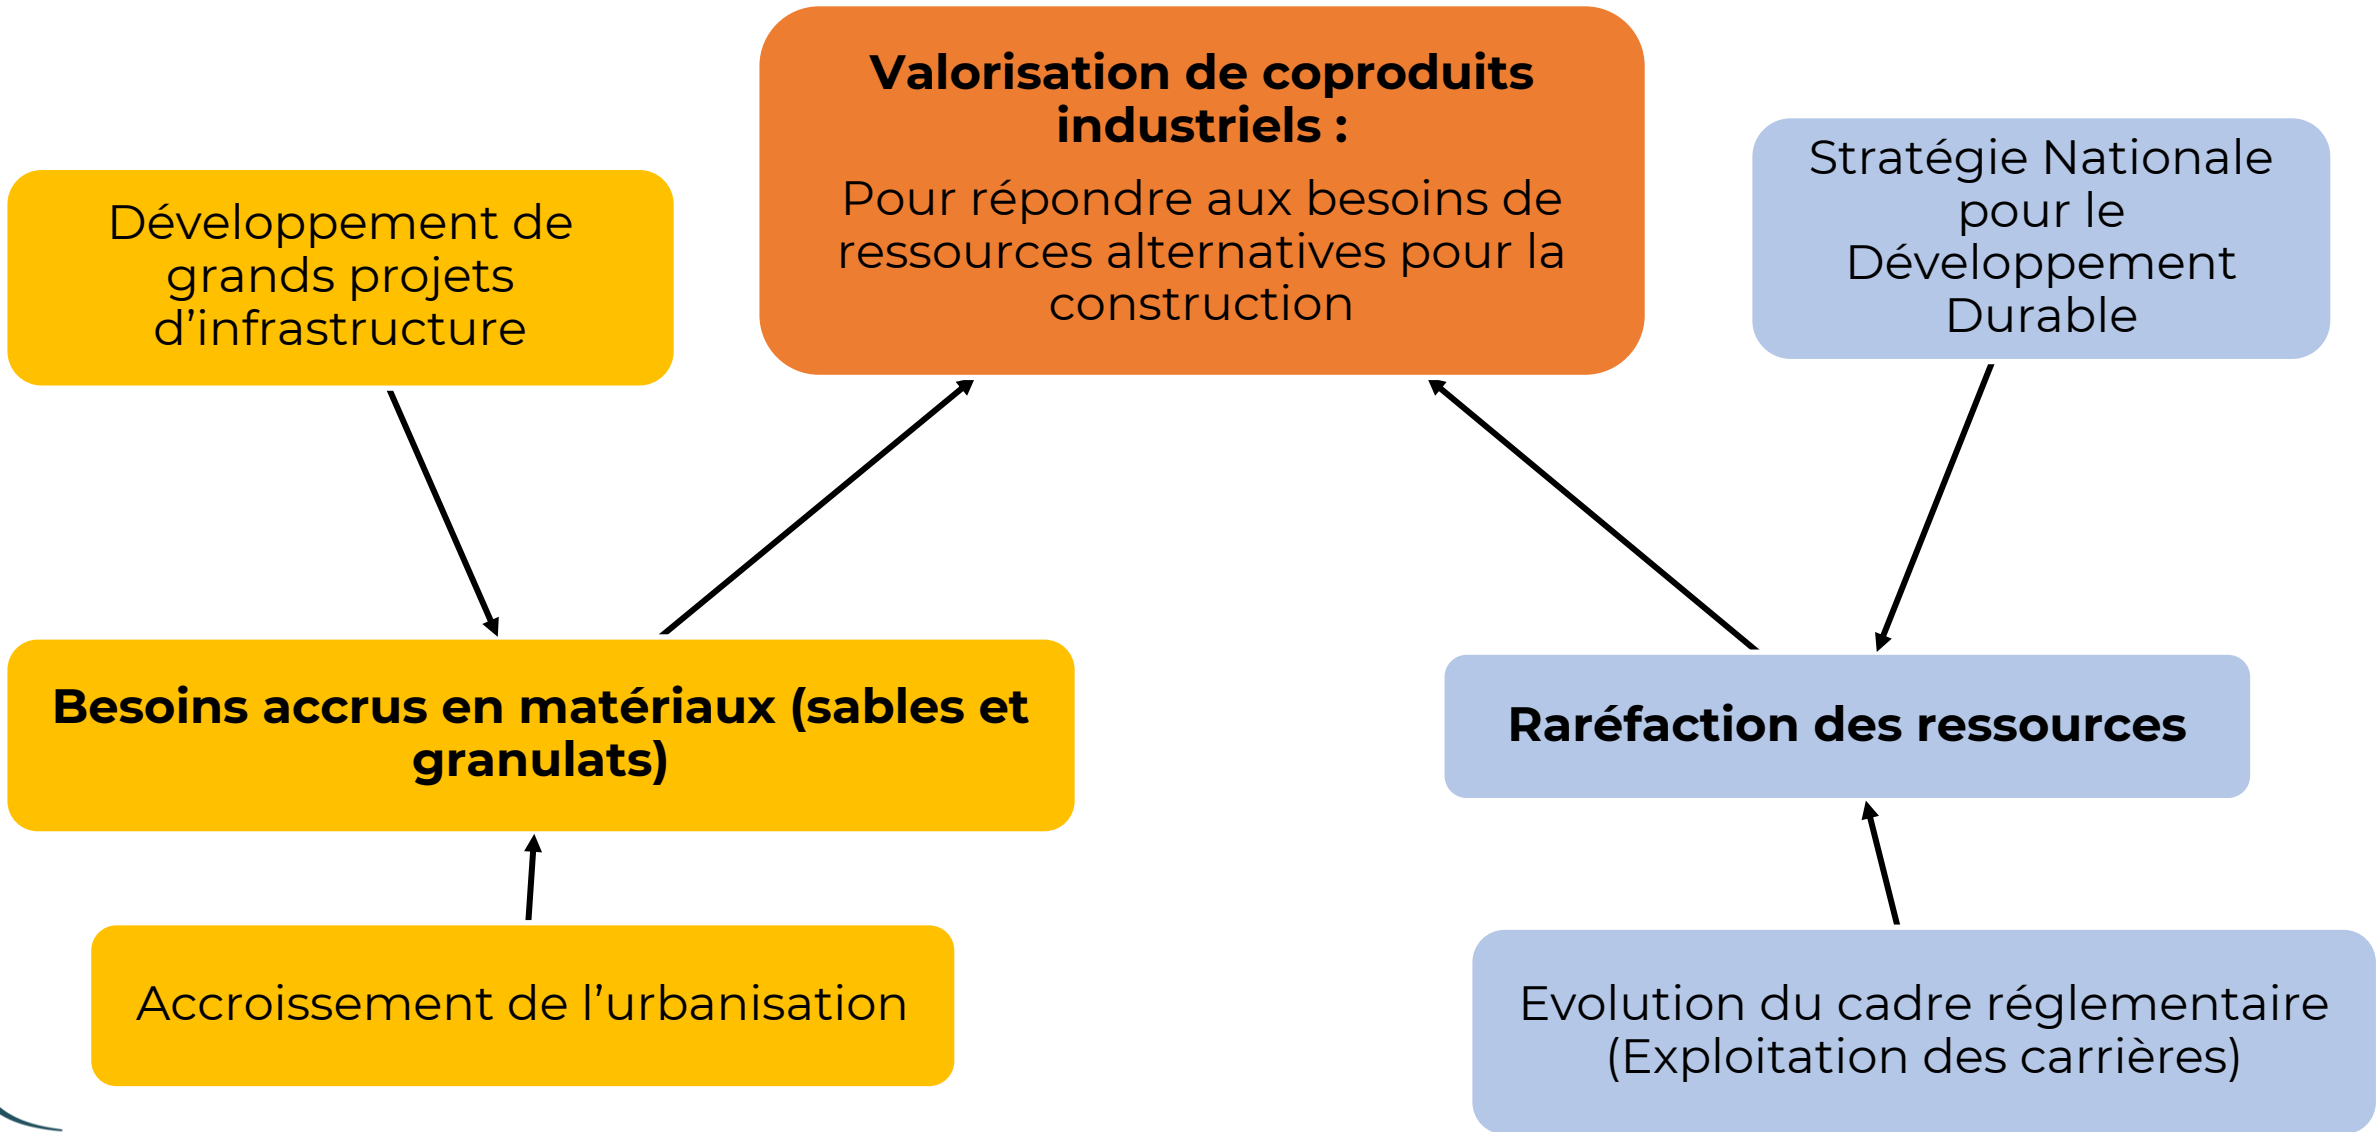 Valorisation de coproduits
industriels :
Pour répondre aux besoins de
ressources alternatives pour la
construction
Développement de
grands projets
d’infrastructure
Stratégie Nationale
pour le
Développement
Durable
Besoins accrus en matériaux (sables et
granulats)
Raréfaction des ressources
Accroissement de l’urbanisation
Evolution du cadre réglementaire
(Exploitation des carrières)